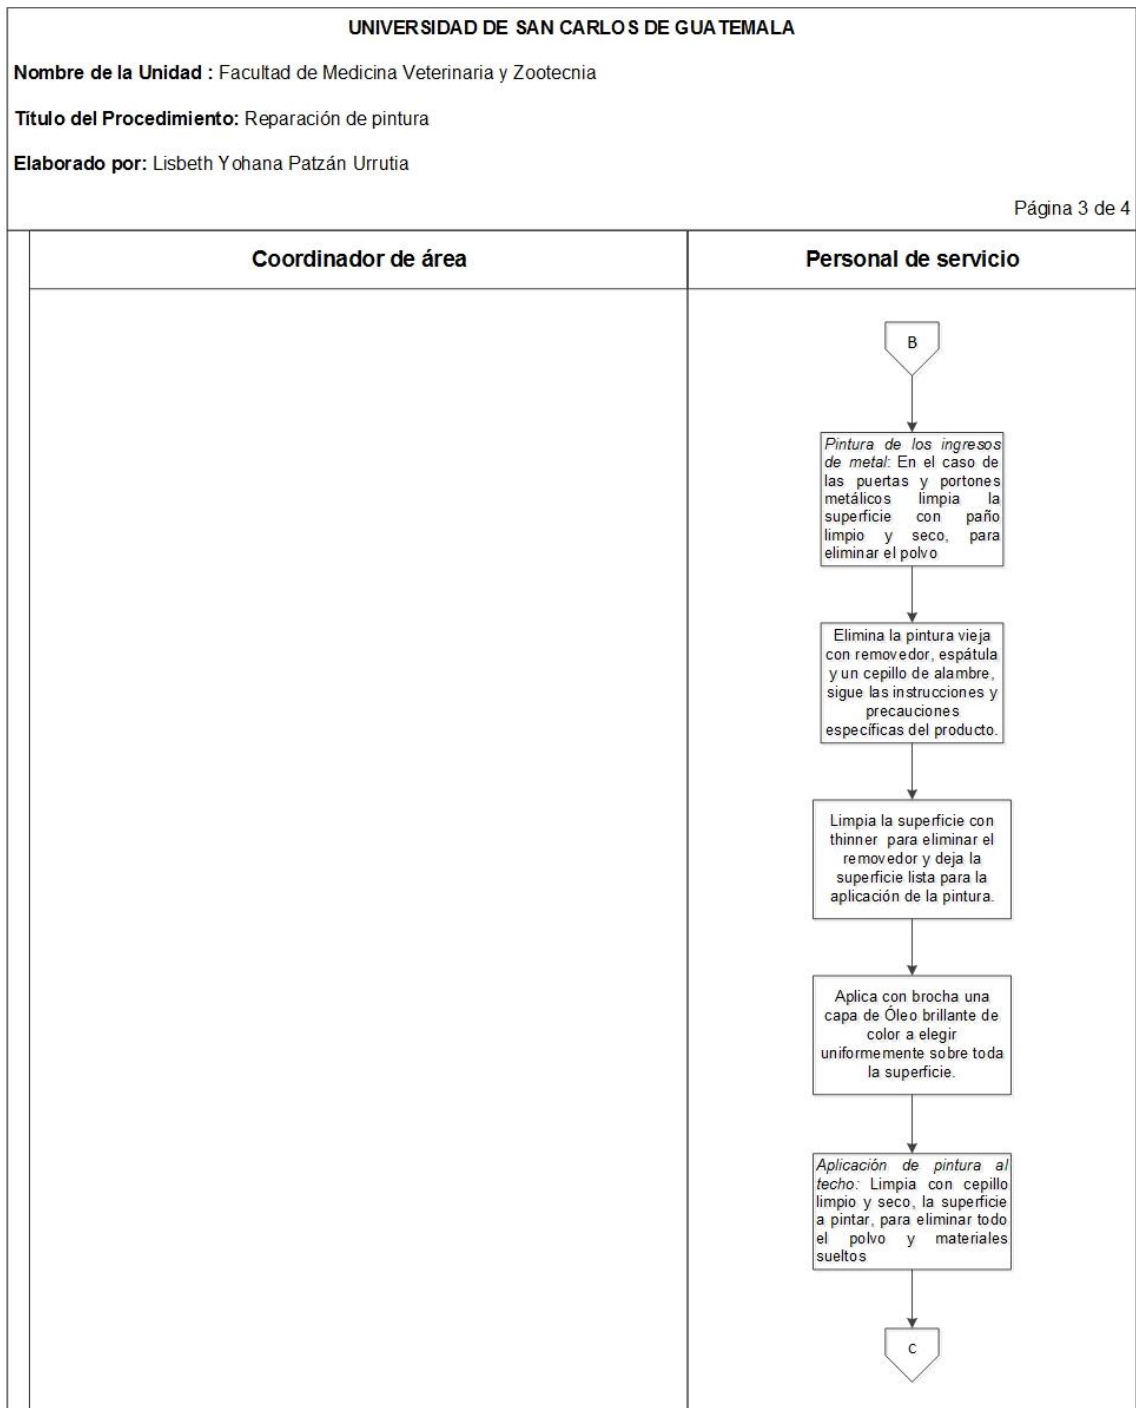 UNIVERSIDAD DE SAN CARLOS DE GUATEMALA
Nombre de la Unidad : Facultad de Medicina Veterinaria y Zootecnia
Título del Procedimiento: Reparación de pintura
Elaborado por: Lisbeth Yohana Patzán Urrutia
Página 3 de 4
Coordinador de área
Personal de servicio
B
Pintura de los ingresos
de metal: En el caso de
las puertas y portones
metálicos limpia la
superficie con paño
limpio y seco, para
eliminar el polvo
Elimina la pintura vieja
con removedor, espátula
y un cepillo de alambre,
sigue las instrucciones y
precauciones
específicas del producto.
Limpia la superficie con
thinner para eliminar el
removedor y deja la
superficie lista para la
aplicación de la pintura.
Aplica con brocha una
capa de Óleo brillante de
color a elegir
uniformemente sobre toda
la superficie.
Aplicación de pintura al
techo: Limpia con cepillo
limpio y seco, la superficie
a pintar, para eliminar todo
el polvo y materiales
sueltos
C